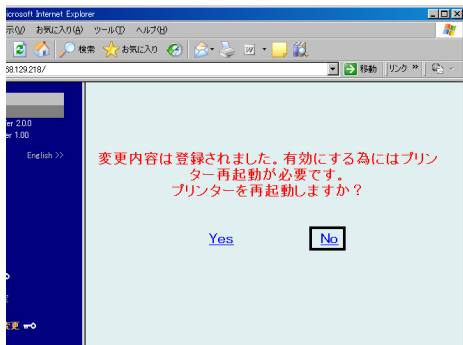 icrosoft Internet Explorer
示(V) お気に入り(A) ツール(T) ヘルプ(H)
検索 お気に入り
68.129.218/ 移動 リンク »
er 2.0.0
er 1.00
English >>
変更内容は登録されました。有効にする為にはプリン
ター再起動が必要です。
プリンターを再起動しますか？
Yes No
変更